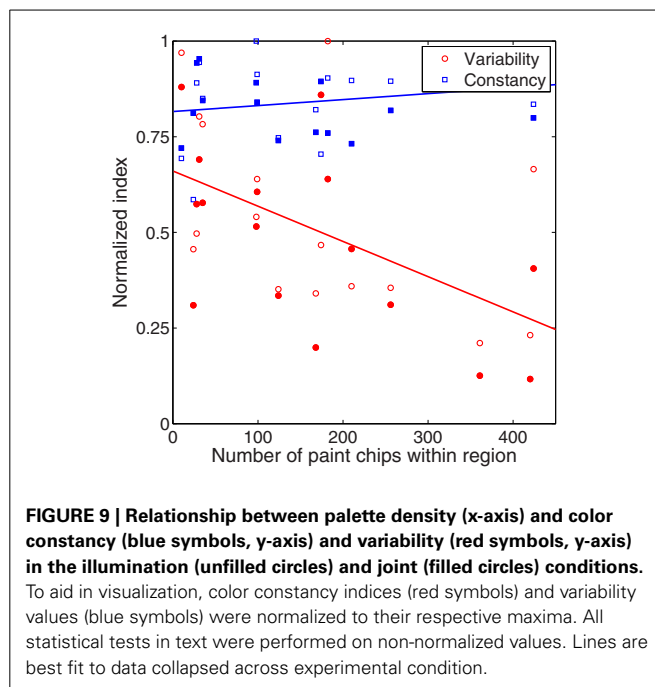 1
0.75
0.5
0.25
0
Normalized index
Variability
Constancy
0 100 200 300 400
Number of paint chips within region
FIGURE 9 | Relationship between palette density (x-axis) and color
constancy (blue symbols, y-axis) and variability (red symbols, y-axis)
in the illumination (unfilled circles) and joint (filled circles) conditions.
To aid in visualization, color constancy indices (red symbols) and variability
values (blue symbols) were normalized to their respective maxima. All
statistical tests in text were performed on non-normalized values. Lines are
best fit to data collapsed across experimental condition.